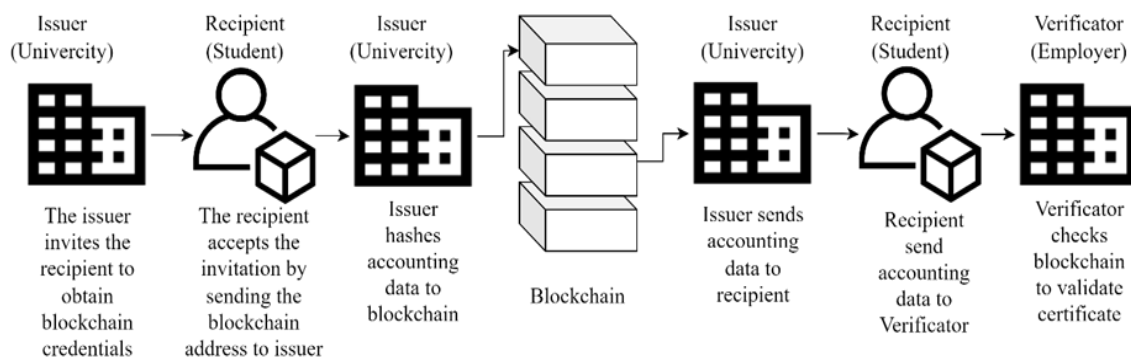 Issuer
(Univercity)
Recipient
(Student)
Issuer
(Univercity)
Issuer
(Univercity)
Recipient
(Student)
Verificator
(Employer)
The issuer
invites the
recipient to
obtain
blockchain
credentials
The recipient
accepts the
invitation by
sending the
blockchain
address to issuer
Issuer
hashes
accounting
data to
blockchain
Blockchain
Issuer sends
accounting
data to
recipient
Recipient
send
accounting
data to
Verificator
Verificator
checks
blockchain
to validate
certificate